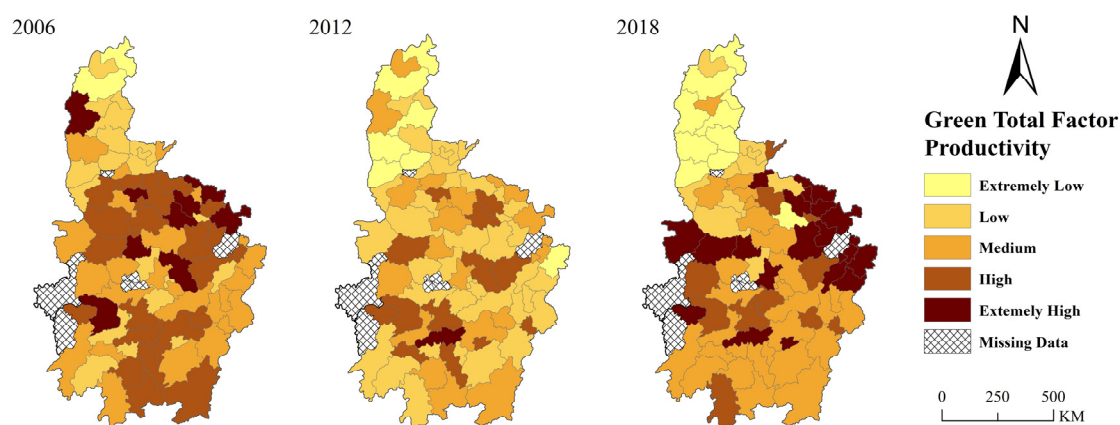 2006
2012
2018
N
Green Total Factor
Productivity
Extremely Low
Low
Medium
High
Extemely High
Missing Data
0 250 500
KM